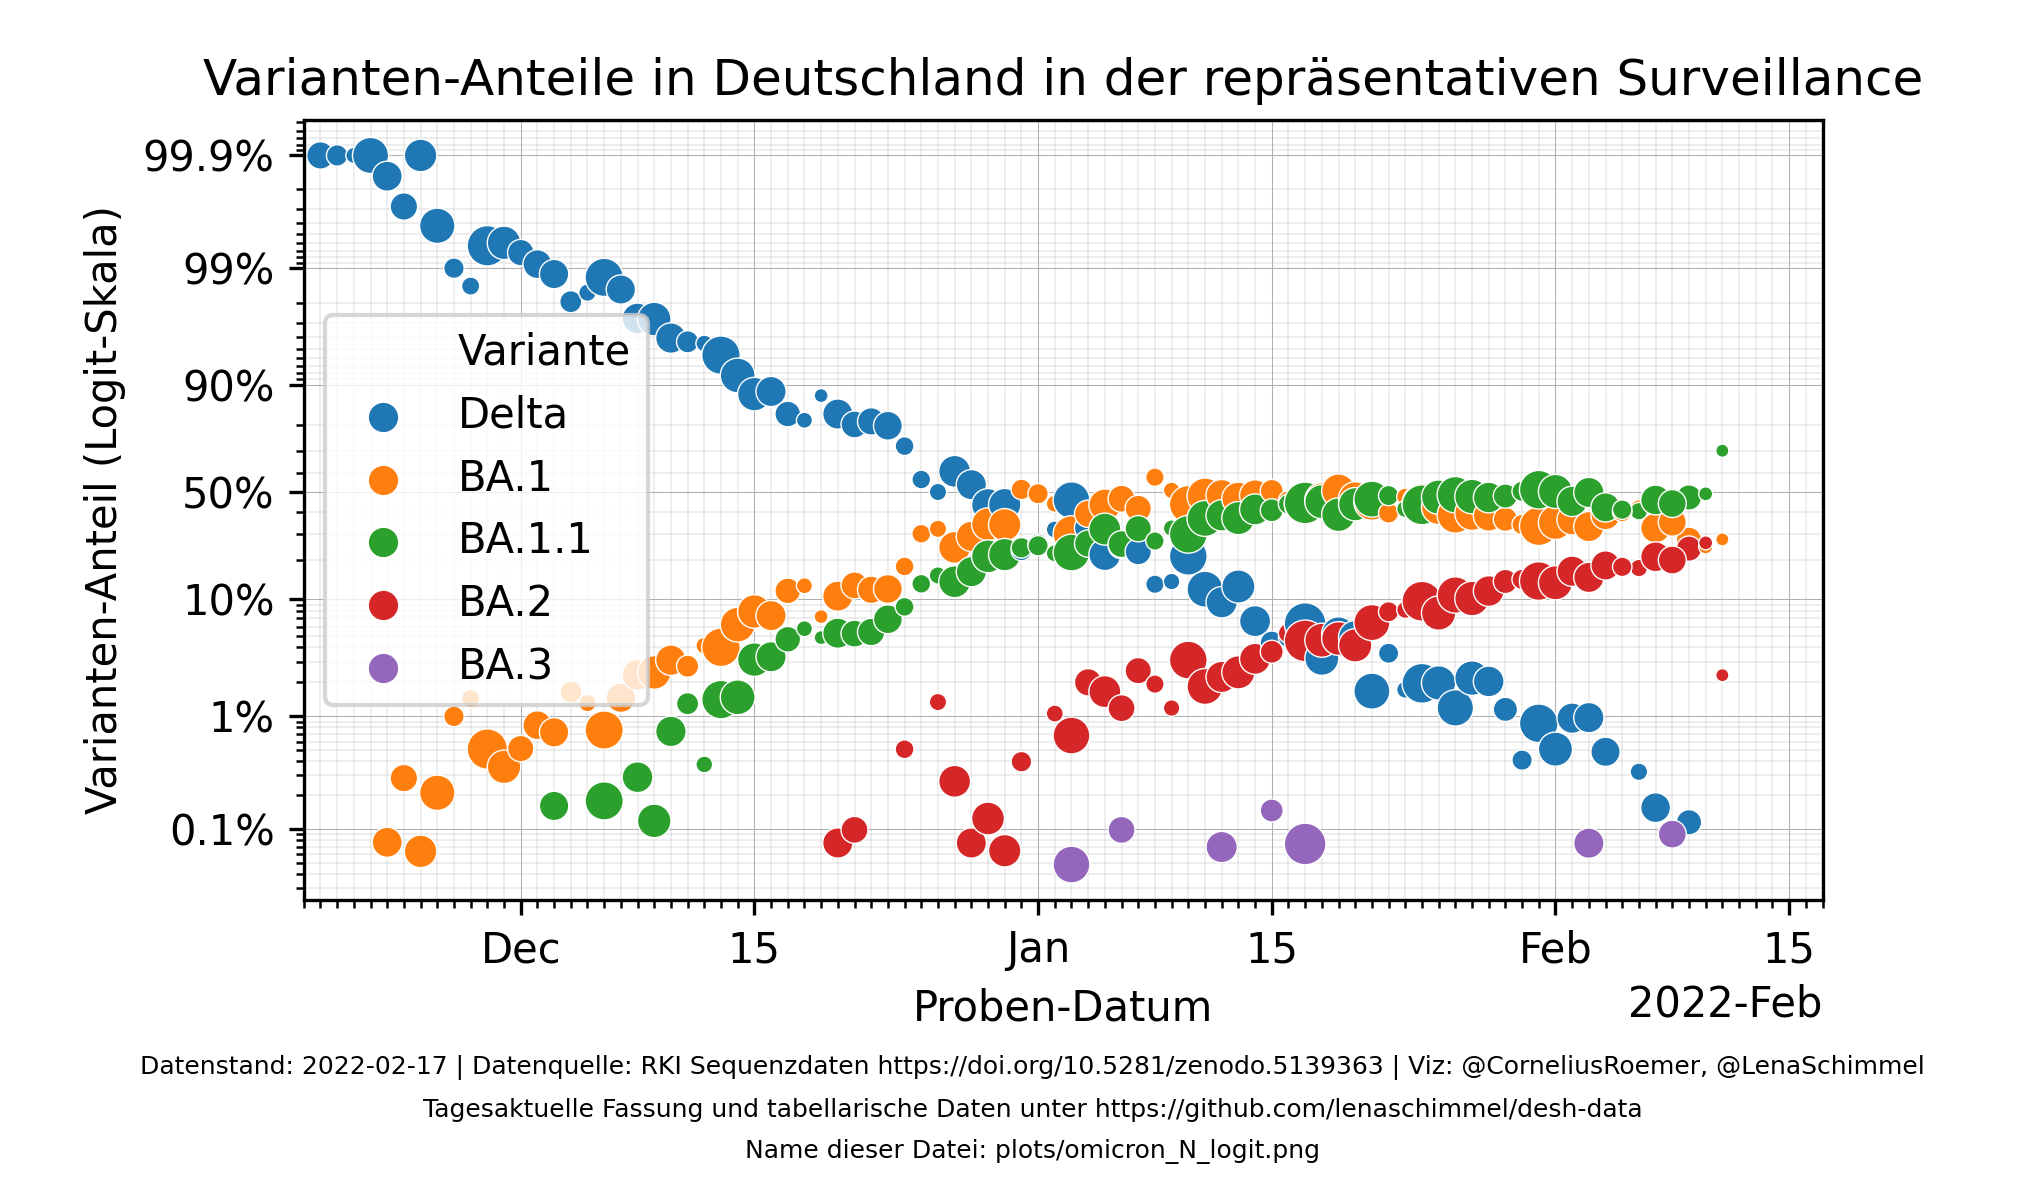 Varianten-Anteile in Deutschland in der repräsentativen Surveillance
Varianten-Anteil (Logit-Skala)
99.9%
99%
90%
50%
10%
1%
0.1%
Variante
Delta
BA.1
BA.1.1
BA.2
BA.3
Dec 15 Jan 15 Feb 15
Proben-Datum
2022-Feb
Datenstand: 2022-02-17 | Datenquelle: RKI Sequenzdaten https://doi.org/10.5281/zenodo.5139363 | Viz: @CorneliusRoemer, @LenaSchimmel
Tagesaktuelle Fassung und tabellarische Daten unter https://github.com/lenaschimmel/desh-data
Name dieser Datei: plots/omicron_N_logit.png